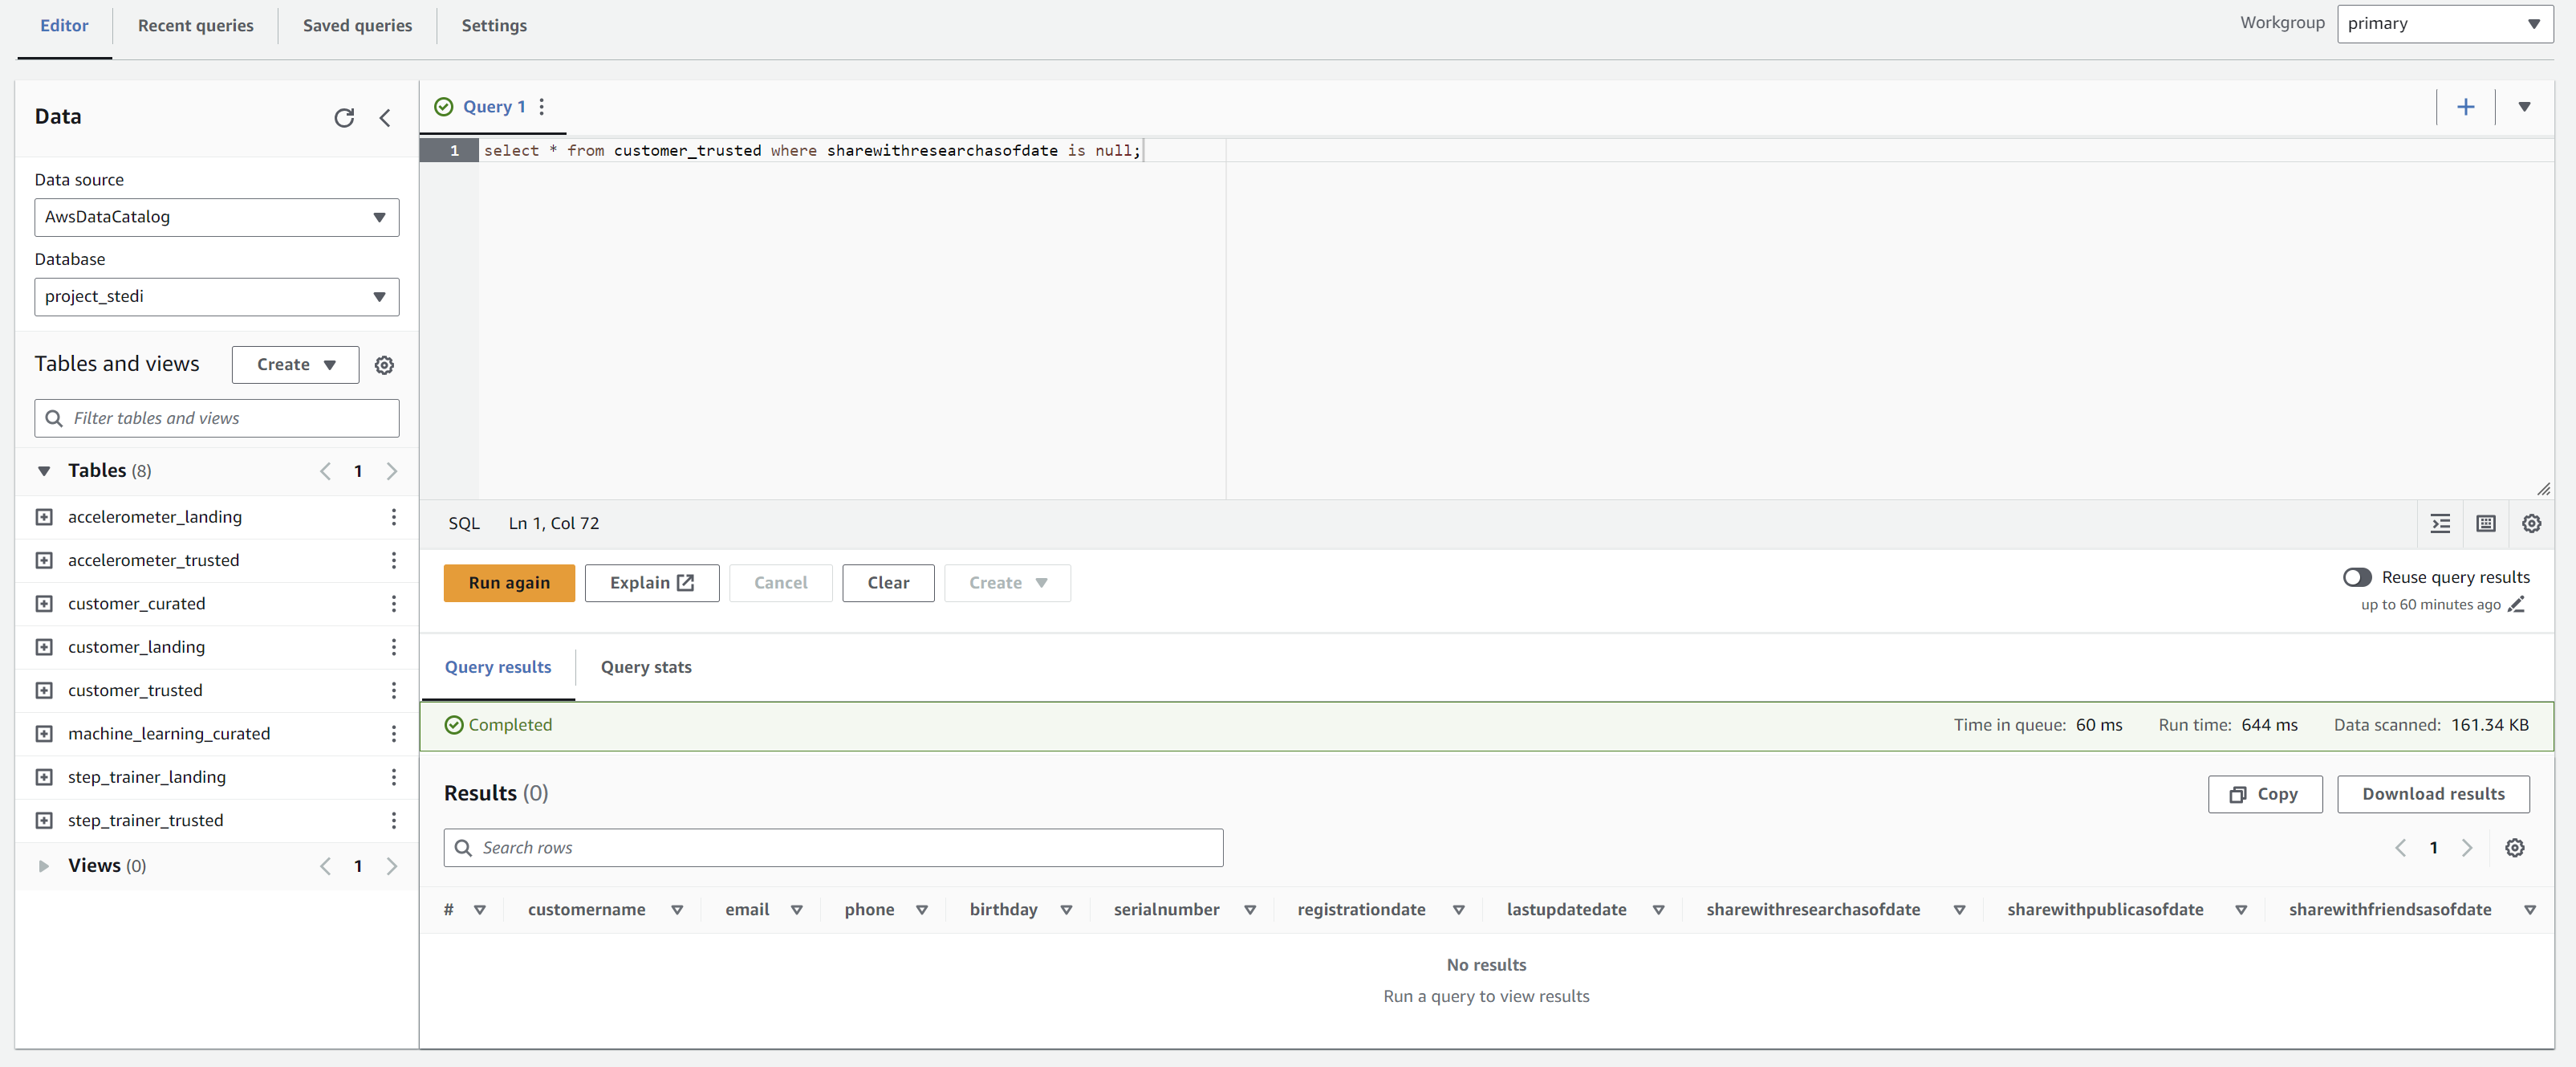 Editor Recent queries Saved queries Settings Workgroup primary
Data
Data source
AwsDataCatalog
Database
project_stedi
Tables and views Create
Filter tables and views
Tables (8) 1
accelerometer_landing
accelerometer_trusted
customer_curated
customer_landing
customer_trusted
machine_learning_curated
step_trainer_landing
step_trainer_trusted
Views (0) 1
Query 1
1 select * from customer_trusted where sharewithresearchasofdate is null;
SQL Ln 1, Col 72
Run again Explain Cancel Clear Create
Reuse query results
up to 60 minutes ago
Query results Query stats
Completed Time in queue: 60 ms Run time: 644 ms Data scanned: 161.34 KB
Results (0) Copy Download results
Search rows 1
# customername email phone birthday serialnumber registrationdate lastupdatedate sharewithresearchasofdate sharewithpublicasofdate sharewithfriendsasofdate
No results
Run a query to view results